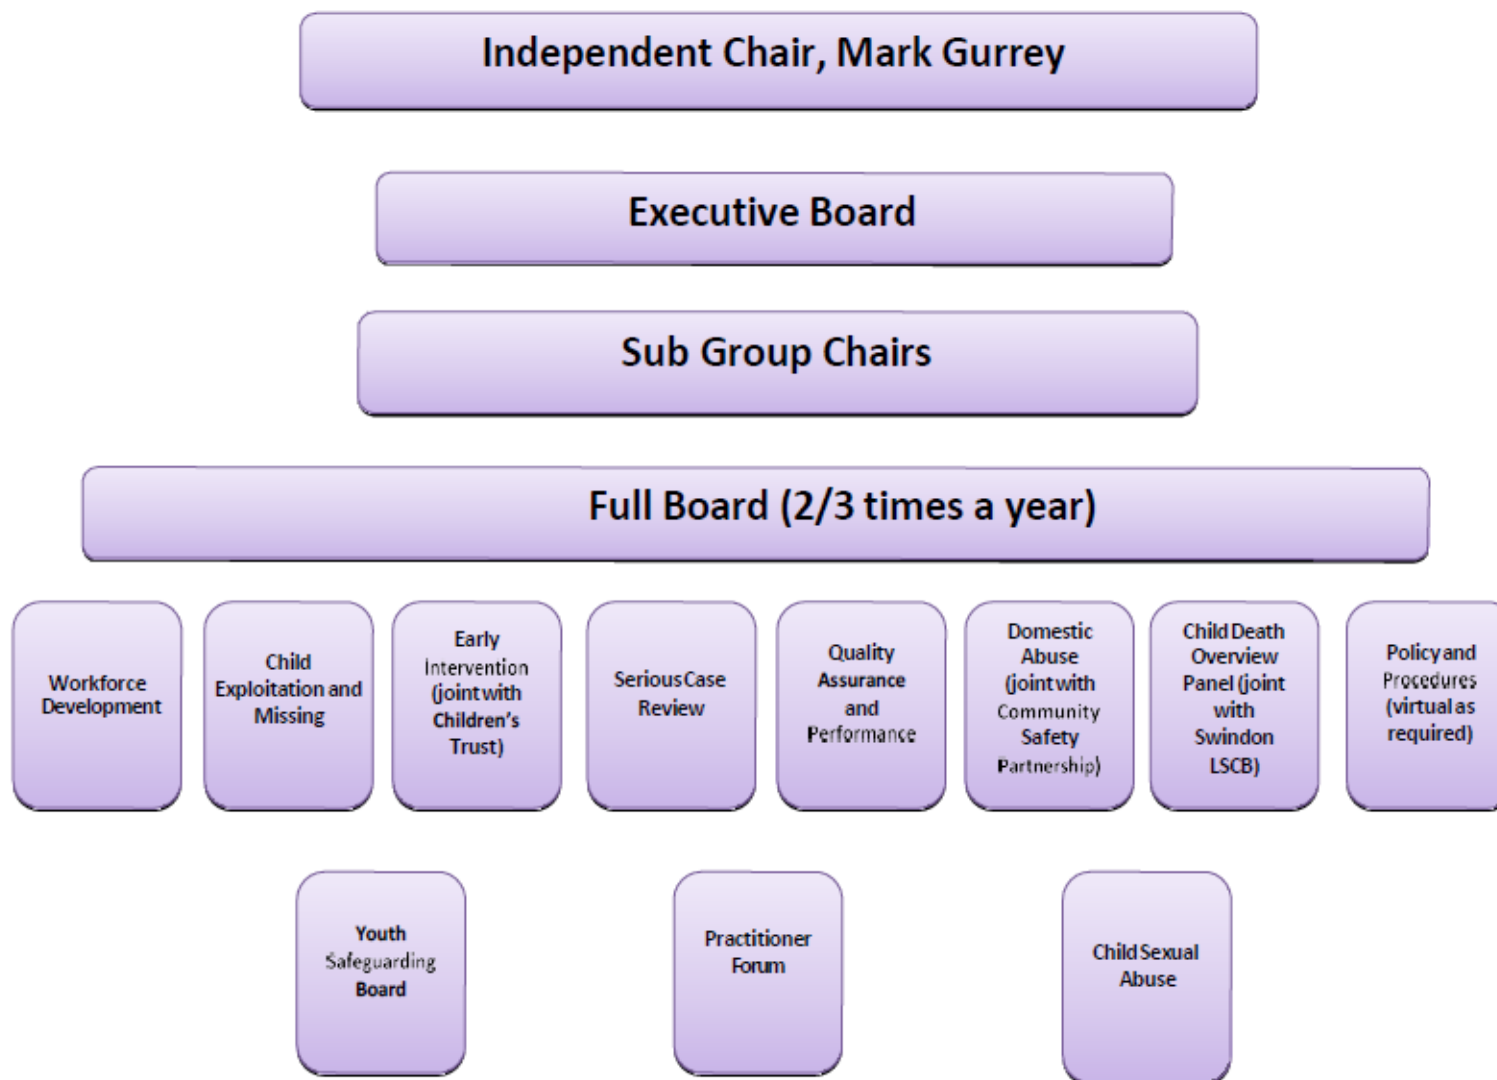 Independent Chair, Mark Gurrey
Executive Board
Sub Group Chairs
Full Board (2/3 times a year)
Workforce
Development
Child
Exploitation and
Missing
Early
Intervention
(joint with
Children's
Trust)
Serious Case
Review
Quality
Assurance
and
Performance
Domestic
Abuse
(joint with
Community
Safety
Partnership)
Child Death
Overview
Panel (joint
with
Swindon
LSCB)
Policy and
Procedures
(virtual as
required)
Youth
Safeguarding
Board
Practitioner
Forum
Child Sexual
Abuse